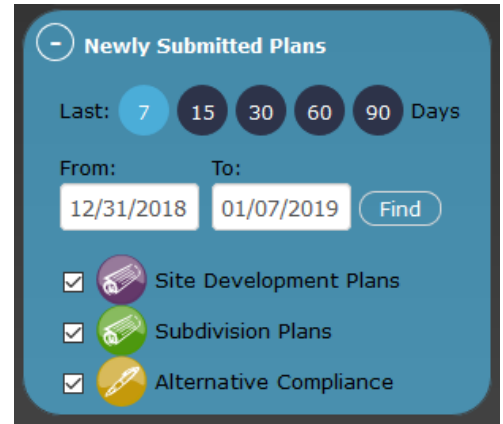 Newly Submitted Plans
Last: 7 15 30 60 90 Days
From: To:
12/31/2018 01/07/2019 Find
Site Development Plans
Subdivision Plans
Alternative Compliance